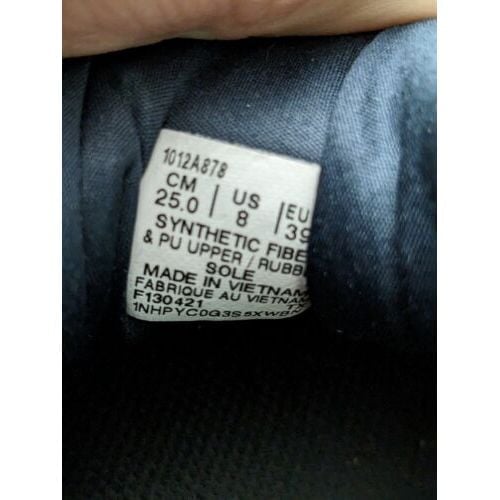 1012A878
CM | US | EU
25.0 | 8 | 39
SYNTHETIC FIBE
& PU UPPER / RUBB
SOLE
MADE IN VIETNAM
FABRIQUE AU VIETNAM
F130421 TX